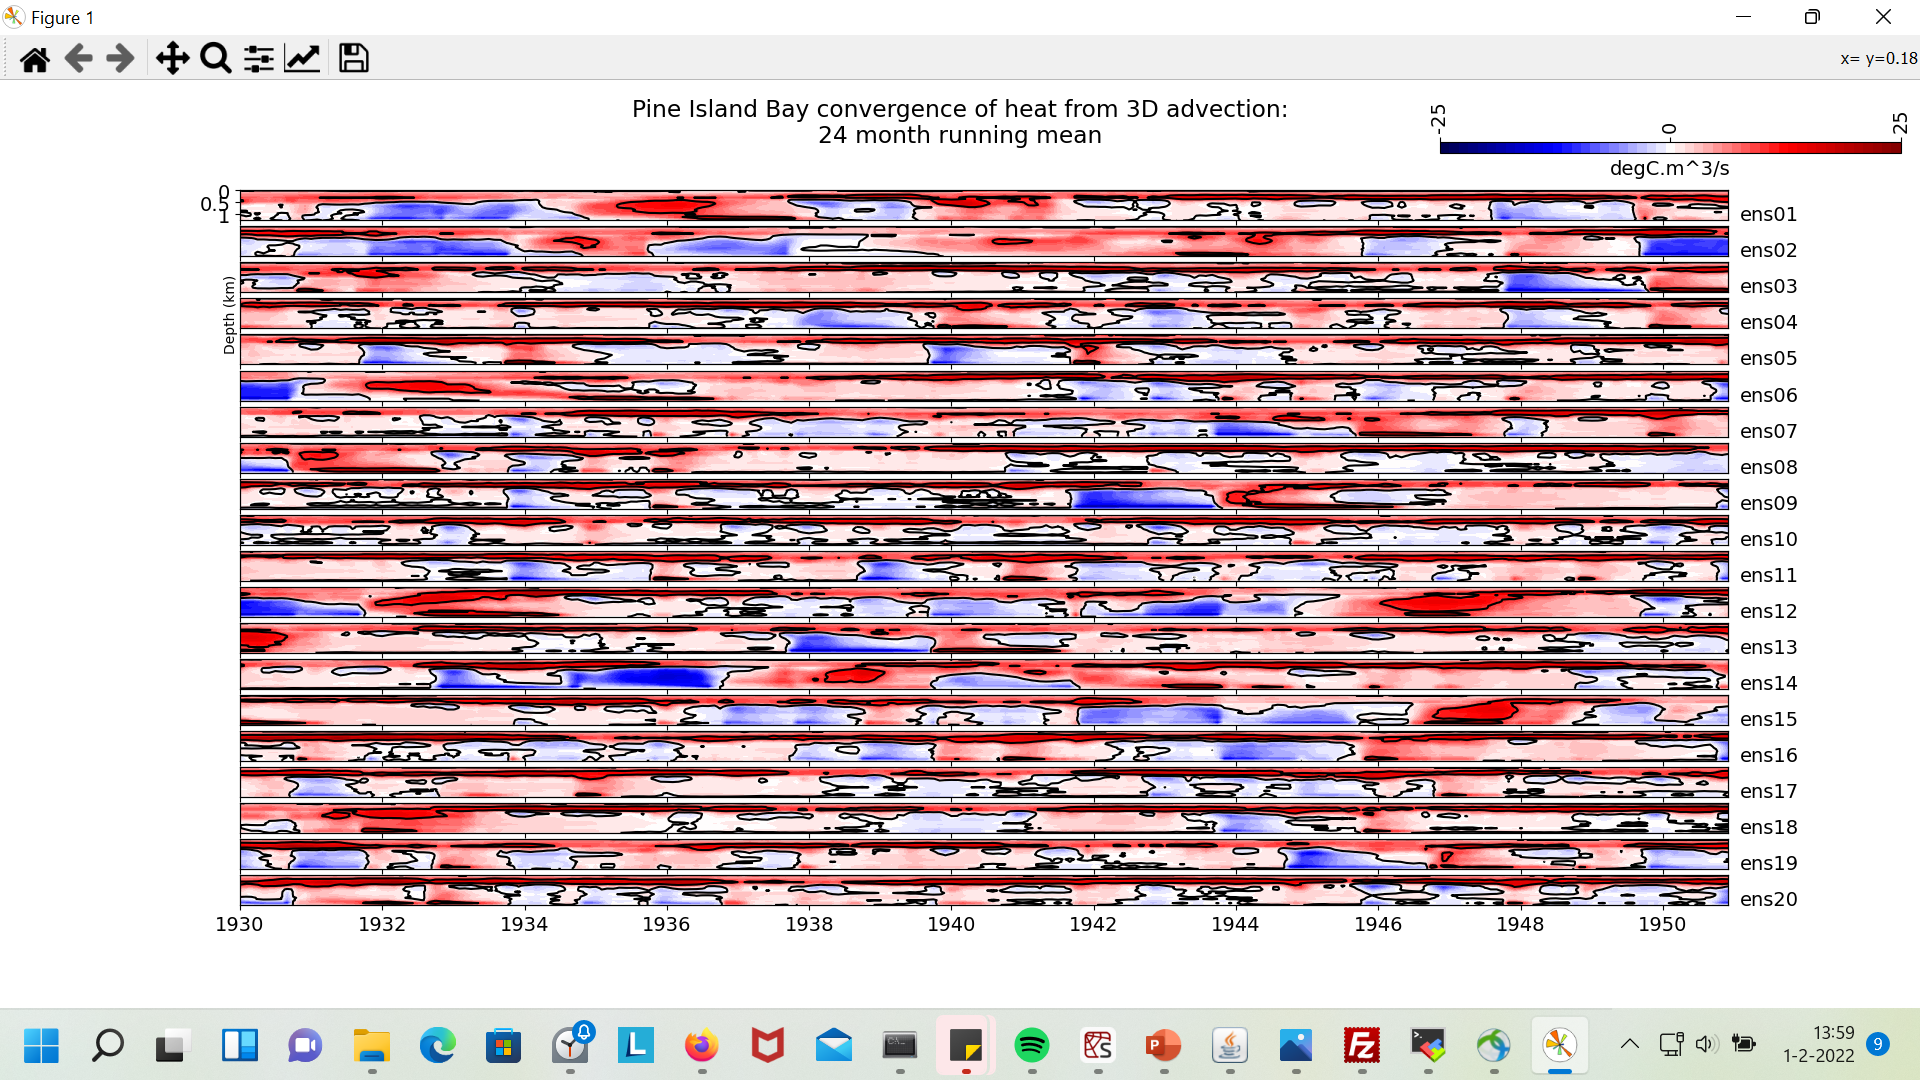 Figure 1
x= y=0.18
Pine Island Bay convergence of heat from 3D advection:
24 month running mean
-25
0
25
degC.m^3/s
0
0.5
1
Depth (km)
ens01
ens02
ens03
ens04
ens05
ens06
ens07
ens08
ens09
ens10
ens11
ens12
ens13
ens14
ens15
ens16
ens17
ens18
ens19
ens20
1930 1932 1934 1936 1938 1940 1942 1944 1946 1948 1950
L
C:\...
P
FZ
13:59
1-2-2022
9